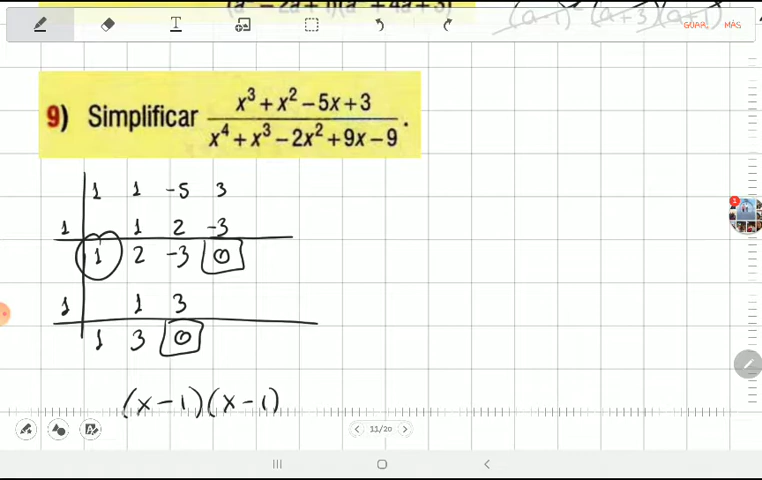 GUAR. MÁS
9) Simplificar x³ + x² − 5x + 3 / x⁴ + x³ − 2x² + 9x − 9 .
1 1 -5 3
1 1 2 -3
1 2 -3 0
1 1 3
1 3 0
(x − 1)(x − 1)
11/20